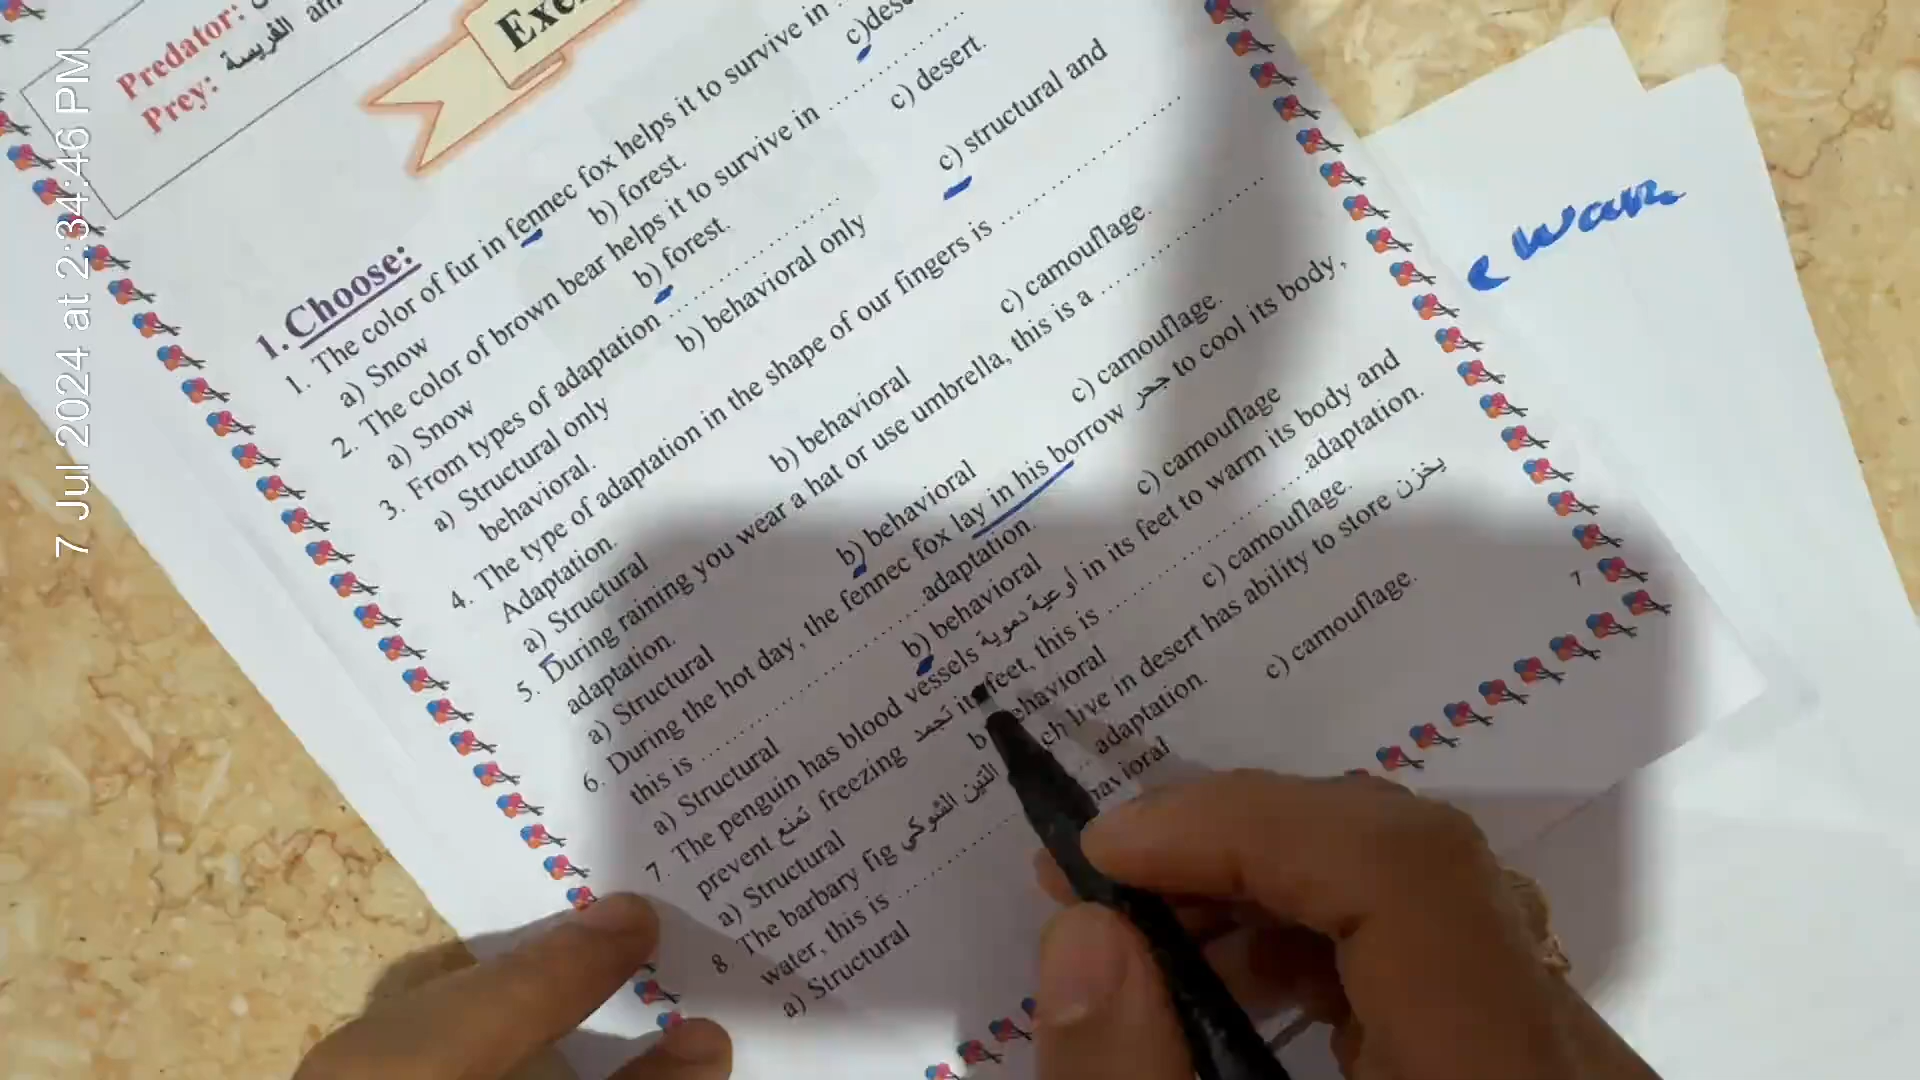 7 Jul 2024 at 2:34:46 PM
Predator:
Prey: الفريسة an
1. Choose:
1. The color of fur in fennec fox helps it to survive in
a) Snow b) forest. c)
2. The color of brown bear helps it to survive in ....................
a) Snow b) forest. c) desert.
3. From types of adaptation ....................
a) Structural only b) behavioral only c) structural and
behavioral.
4. The type of adaptation in the shape of our fingers is ....................
Adaptation.
a) Structural b) behavioral c) camouflage.
5. During raining you wear a hat or use umbrella, this is a ....................
adaptation.
a) Structural b) behavioral c) camouflage.
6. During the hot day, the fennec fox lay in his borrow جحر to cool its body,
this is .......................... adaptation.
a) Structural b) behavioral c) camouflage
7. The penguin has blood vessels أوعية دموية in its feet to warm its body and
prevent تمنع freezing تجمد its feet, this is .......................... adaptation.
a) Structural behavioral c) camouflage.
8 The barbary fig التين الشوكي live in desert has ability to store يخزن
water, this is .................... adaptation.
a) Structural c) camouflage.
7